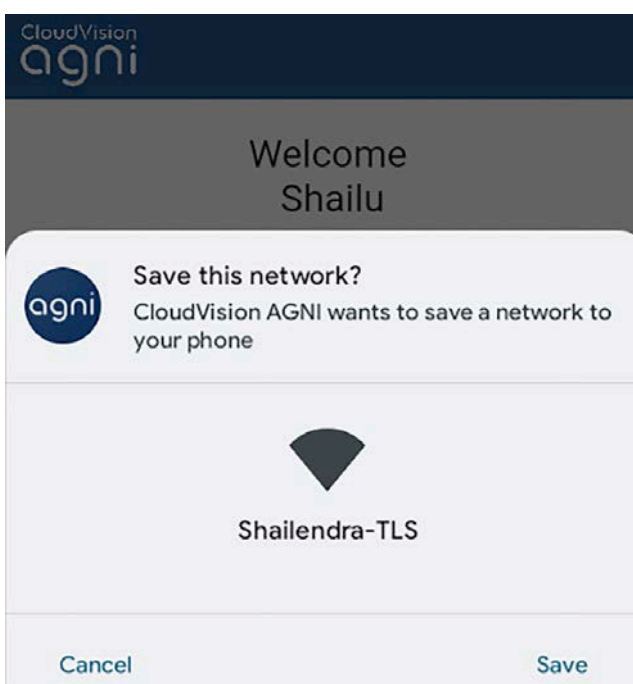 CloudVision
agni
Welcome
Shailu
agni
Save this network?
CloudVision AGNI wants to save a network to
your phone
Shailendra-TLS
Cancel
Save